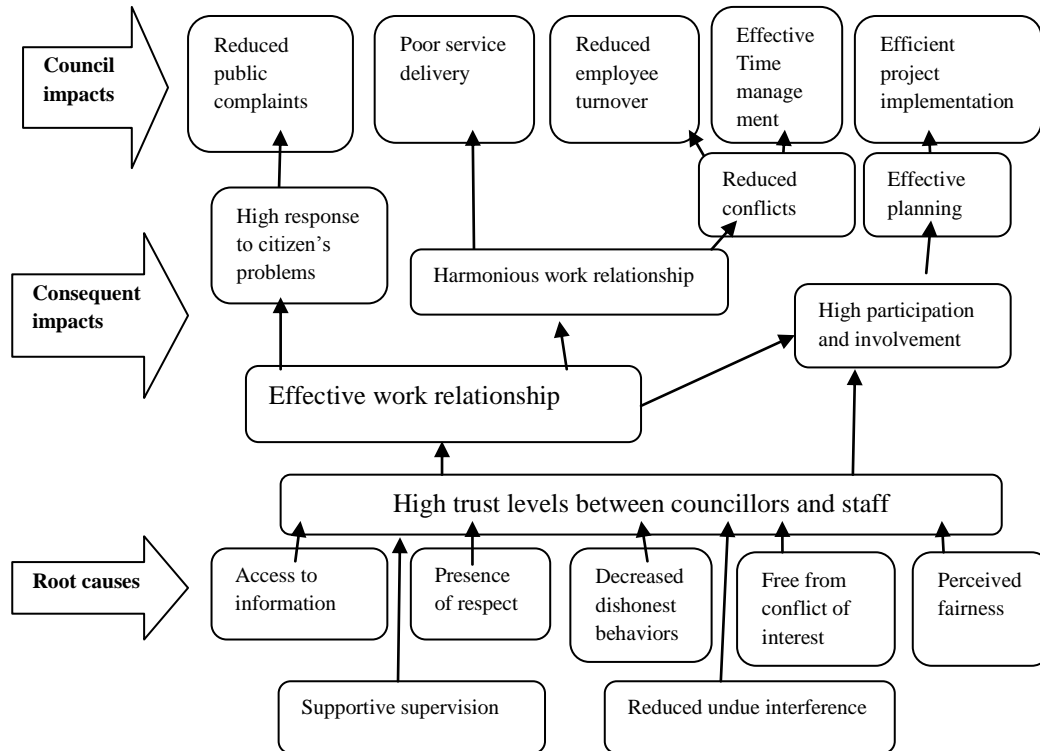 Council
impacts
Reduced
public
complaints
Poor service
delivery
Reduced
employee
turnover
Effective
Time
manage
ment
Efficient
project
implementation
High response
to citizen's
problems
Reduced
conflicts
Effective
planning
Consequent
impacts
Harmonious work relationship
High participation
and involvement
Effective work relationship
High trust levels between councillors and staff
Root causes
Access to
information
Presence
of respect
Decreased
dishonest
behaviors
Free from
conflict of
interest
Perceived
fairness
Supportive supervision
Reduced undue interference